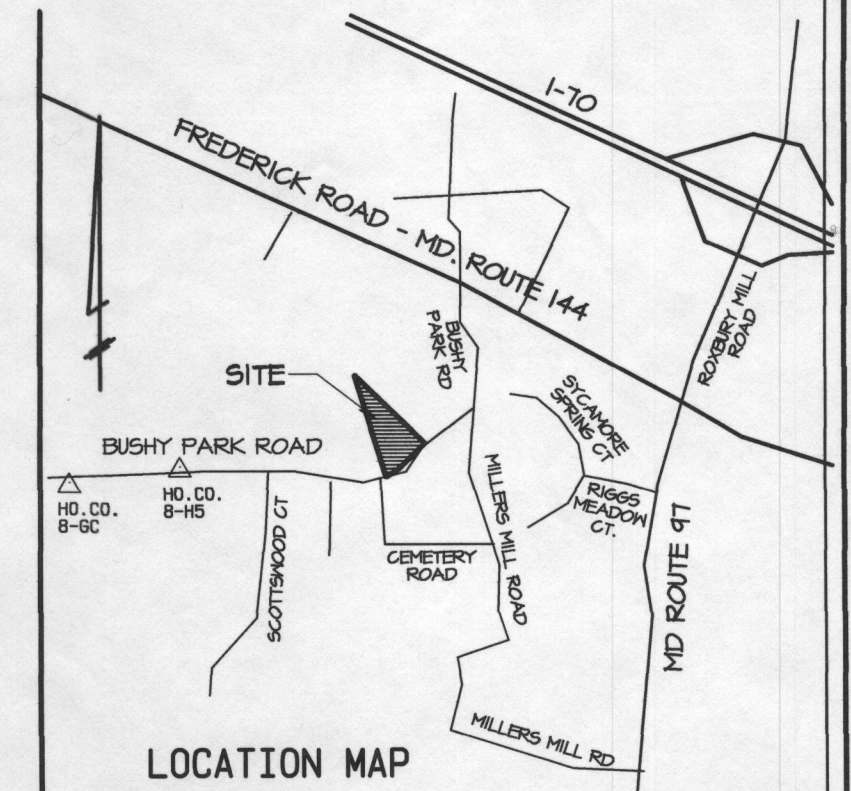 I-70
FREDERICK ROAD - MD. ROUTE 144
ROXBURY MILL
ROAD
BUSHY
PARK RD
SITE
SYCAMORE
SPRING CT
BUSHY PARK ROAD
HO.CO.
8-GC
HO.CO.
8-H5
SCOTTSWOOD CT
MILLERS MILL ROAD
RIGGS
MEADOW
CT.
CEMETERY
ROAD
MD ROUTE 97
MILLERS MILL RD
LOCATION MAP